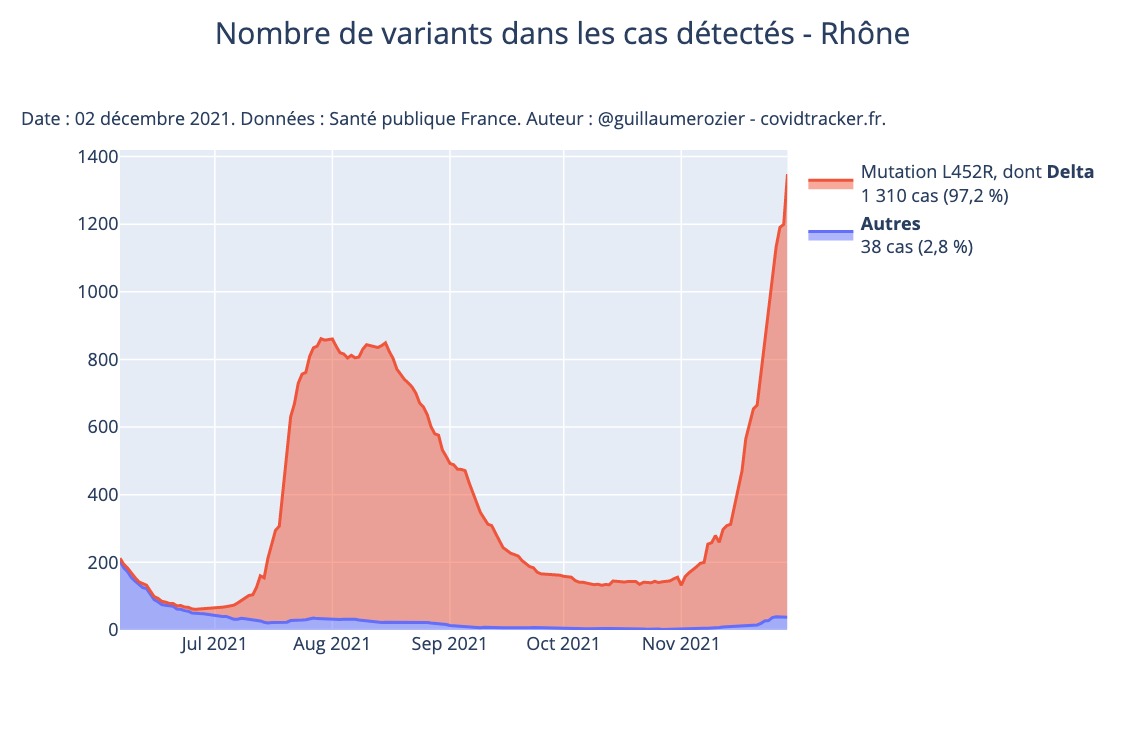 Nombre de variants dans les cas détectés - Rhône
Date : 02 décembre 2021. Données : Santé publique France. Auteur : @guillaumerozier - covidtracker.fr.
1400
1200
1000
800
600
400
200
0
Jul 2021
Aug 2021
Sep 2021
Oct 2021
Nov 2021
Mutation L452R, dont Delta
1 310 cas (97,2 %)
Autres
38 cas (2,8 %)